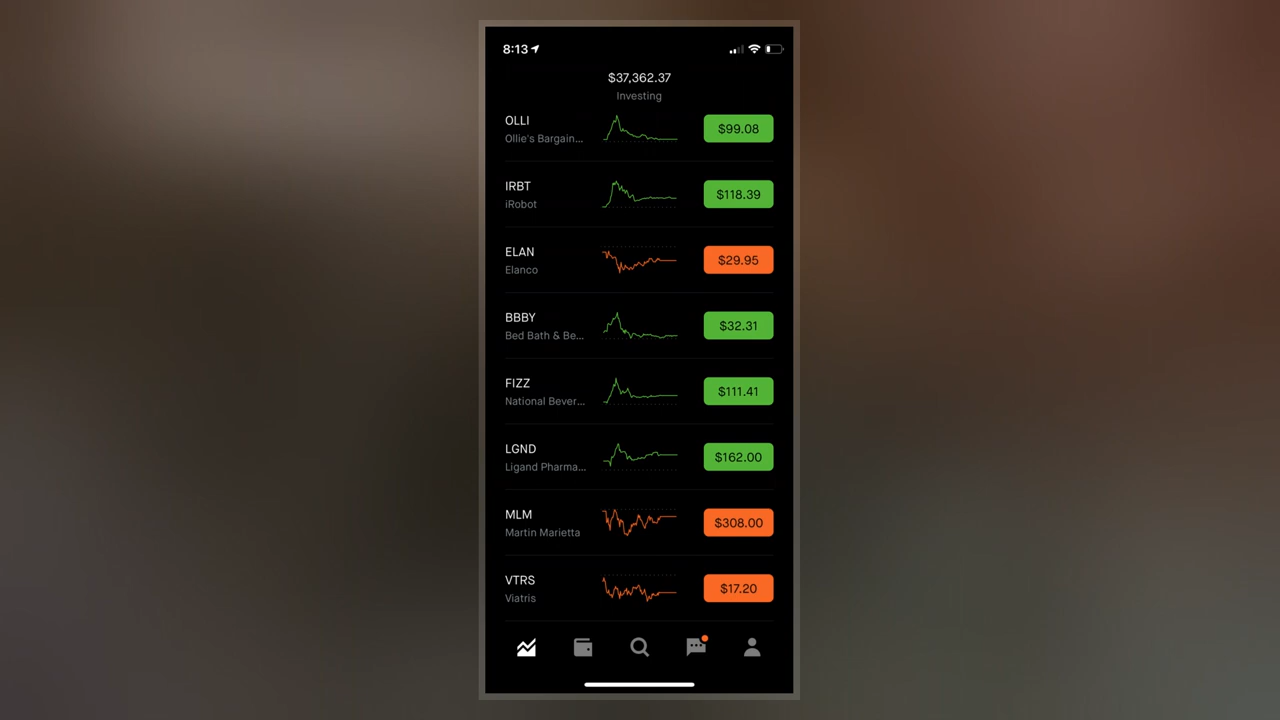 8:13
$37,362.37
Investing
OLLI
Ollie's Bargain...
$99.08
IRBT
iRobot
$118.39
ELAN
Elanco
$29.95
BBBY
Bed Bath & Be...
$32.31
FIZZ
National Bever...
$111.41
LGND
Ligand Pharma...
$162.00
MLM
Martin Marietta
$308.00
VTRS
Viatris
$17.20